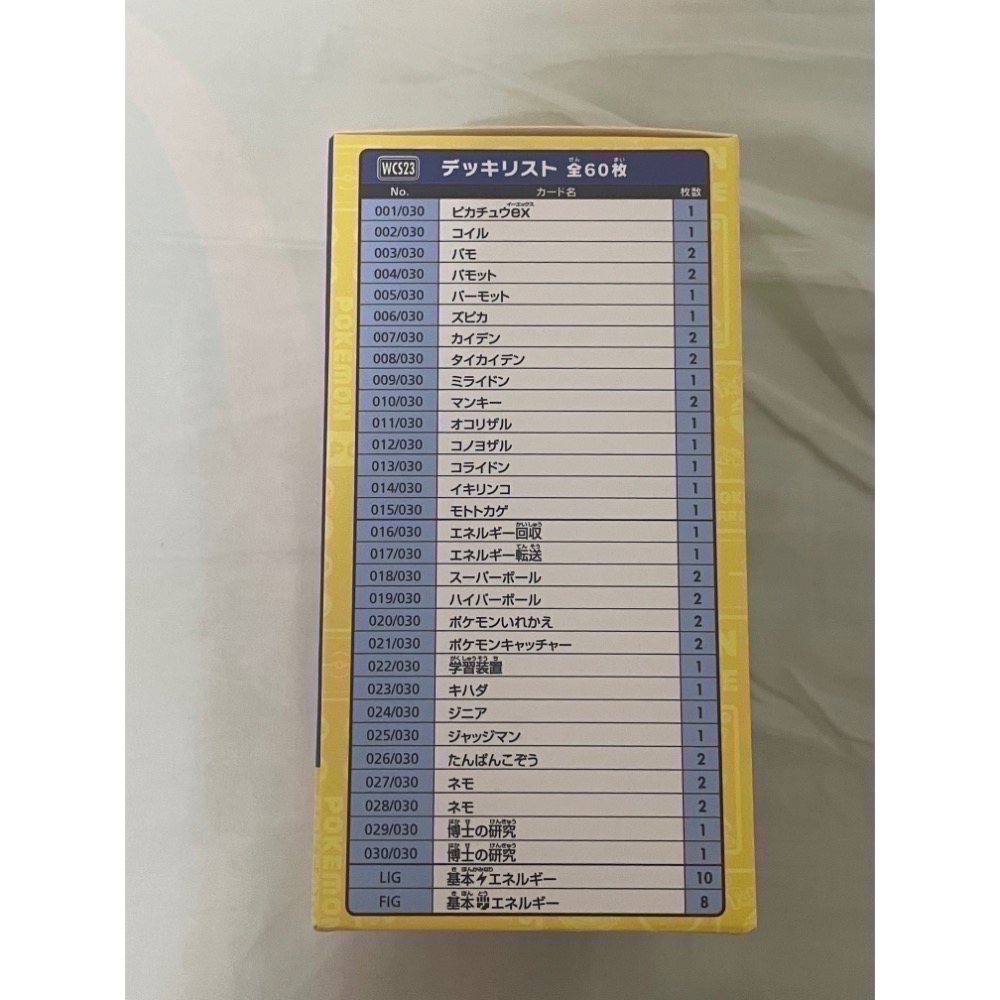 WCS23 デッキリスト 全60枚
No. カード名 枚数
001/030 ピカチュウex 1
002/030 コイル 1
003/030 パモ 2
004/030 パモット 2
005/030 パーモット 1
006/030 ズピカ 1
007/030 カイデン 2
008/030 タイカイデン 2
009/030 ミライドン 1
010/030 マンキー 2
011/030 オコリザル 1
012/030 コノヨザル 1
013/030 コライドン 1
014/030 イキリンコ 1
015/030 モトトカゲ 1
016/030 エネルギー回収 1
017/030 エネルギー転送 1
018/030 スーパーボール 2
019/030 ハイパーボール 2
020/030 ポケモンいれかえ 2
021/030 ポケモンキャッチャー 2
022/030 学習装置 1
023/030 キハダ 1
024/030 ジニア 1
025/030 ジャッジマン 1
026/030 たんぱんこぞう 2
027/030 ネモ 2
028/030 ネモ 2
029/030 博士の研究 1
030/030 博士の研究 1
LIG 基本エネルギー 10
FIG 基本エネルギー 8
POKEMON
POKEMON